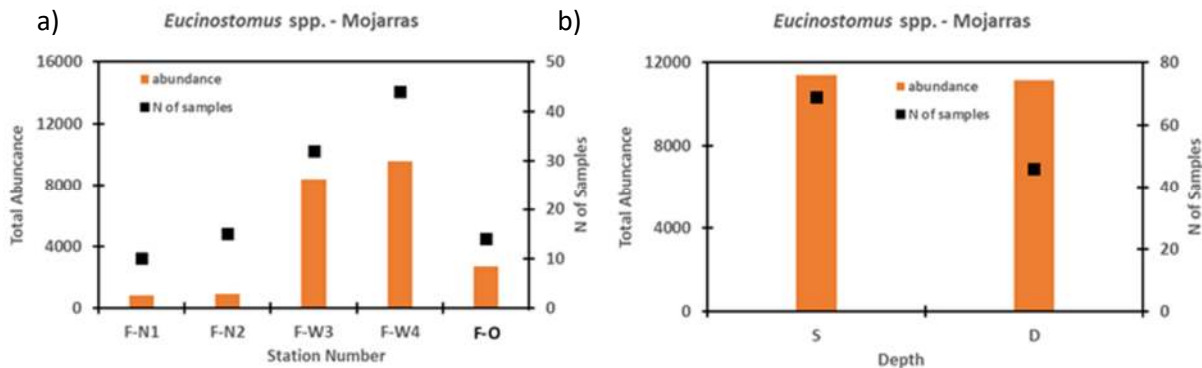 a)
Eucinostomus spp. - Mojarras
16000
12000
8000
4000
0
Total Abuncance
50
40
30
20
10
0
N of Samples
abundance
N of samples
F-N1 F-N2 F-W3 F-W4 F-O
Station Number
b)
Eucinostomus spp. - Mojarras
12000
8000
4000
0
Total Abuncance
80
60
40
20
0
N of Samples
abundance
N of samples
S D
Depth